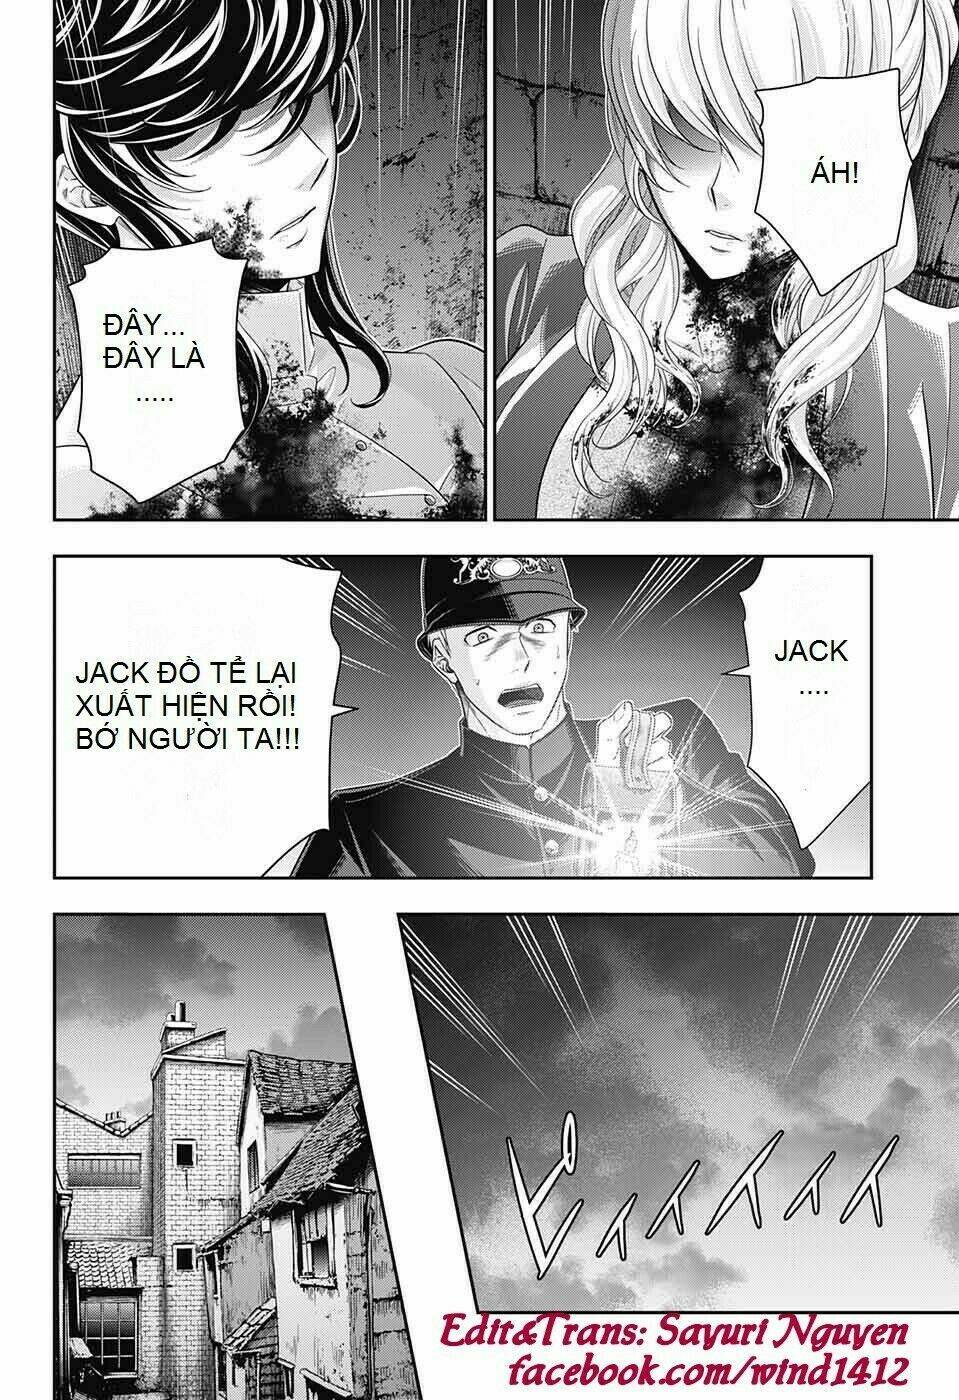 ÁH!
ĐÂY...
ĐÂY LÀ
.....
JACK
....
JACK ĐỒ TỂ LẠI
XUẤT HIỆN RỒI!
BỚ NGƯỜI TA!!!
ピィィィィィ
Edit&Trans: Sayuri Nguyen
facebook.com/wind1412